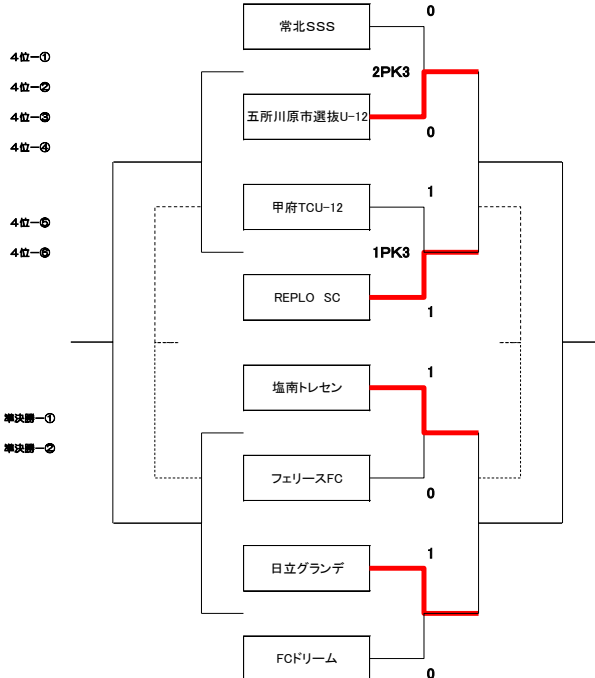 0
常北SSS
4位ー①
2PK3
4位ー②
五所川原市選抜U-12
4位ー③
0
4位ー④
1
甲府TCU-12
4位ー⑤
4位ー⑥
1PK3
REPLO SC
1
1
塩南トレセン
準決勝ー①
準決勝ー②
フェリースFC
0
1
日立グランデ
FCドリーム
0